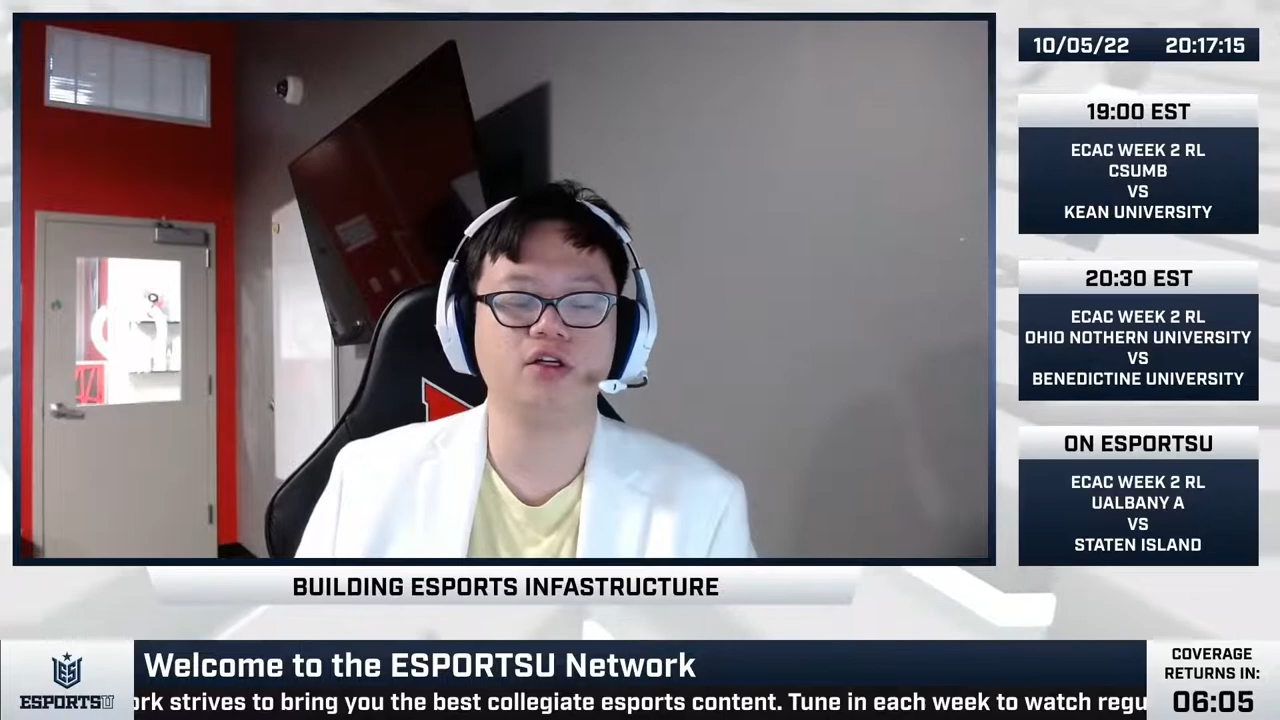 10/05/22 20:17:15
19:00 EST
ECAC WEEK 2 RL
CSUMB
VS
KEAN UNIVERSITY
20:30 EST
ECAC WEEK 2 RL
OHIO NOTHERN UNIVERSITY
VS
BENEDICTINE UNIVERSITY
ON ESPORTSU
ECAC WEEK 2 RL
UALBANY A
VS
STATEN ISLAND
BUILDING ESPORTS INFASTRUCTURE
ESPORTSU
Welcome to the ESPORTSU Network
ork strives to bring you the best collegiate esports content. Tune in each week to watch regu
COVERAGE
RETURNS IN:
06:05